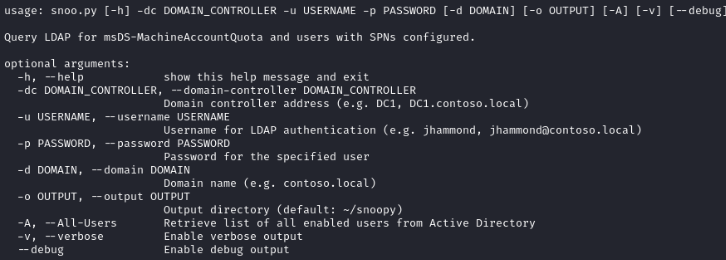 usage: snoo.py [-h] -dc DOMAIN_CONTROLLER -u USERNAME -p PASSWORD [-d DOMAIN] [-o OUTPUT] [-A] [-v] [--debug]
Query LDAP for msDS-MachineAccountQuota and users with SPNs configured.
optional arguments:
-h, --help show this help message and exit
-dc DOMAIN_CONTROLLER, --domain-controller DOMAIN_CONTROLLER
Domain controller address (e.g. DC1, DC1.contoso.local)
-u USERNAME, --username USERNAME
Username for LDAP authentication (e.g. jhammond, jhammond@contoso.local)
-p PASSWORD, --password PASSWORD
Password for the specified user
-d DOMAIN, --domain DOMAIN
Domain name (e.g. contoso.local)
-o OUTPUT, --output OUTPUT
Output directory (default: ~/snoopy)
-A, --All-Users Retrieve list of all enabled users from Active Directory
-v, --verbose Enable verbose output
--debug Enable debug output